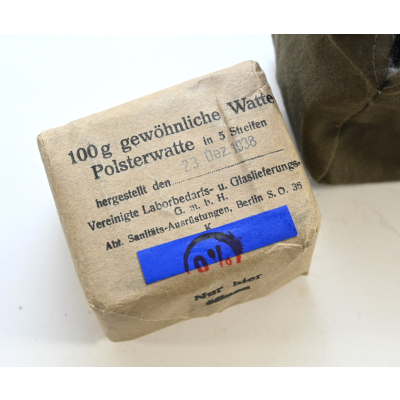 100 g gewöhnliche Watte
Polsterwatte in 5 Streifen
hergestellt den 23. Dez. 1938
Vereinigte Laborbedarfs- u. Glaslieferungs-
G. m. b. H.
Abt. Sanitäts-Ausrüstungen, Berlin S. O. 36
K
0%
Nur hier